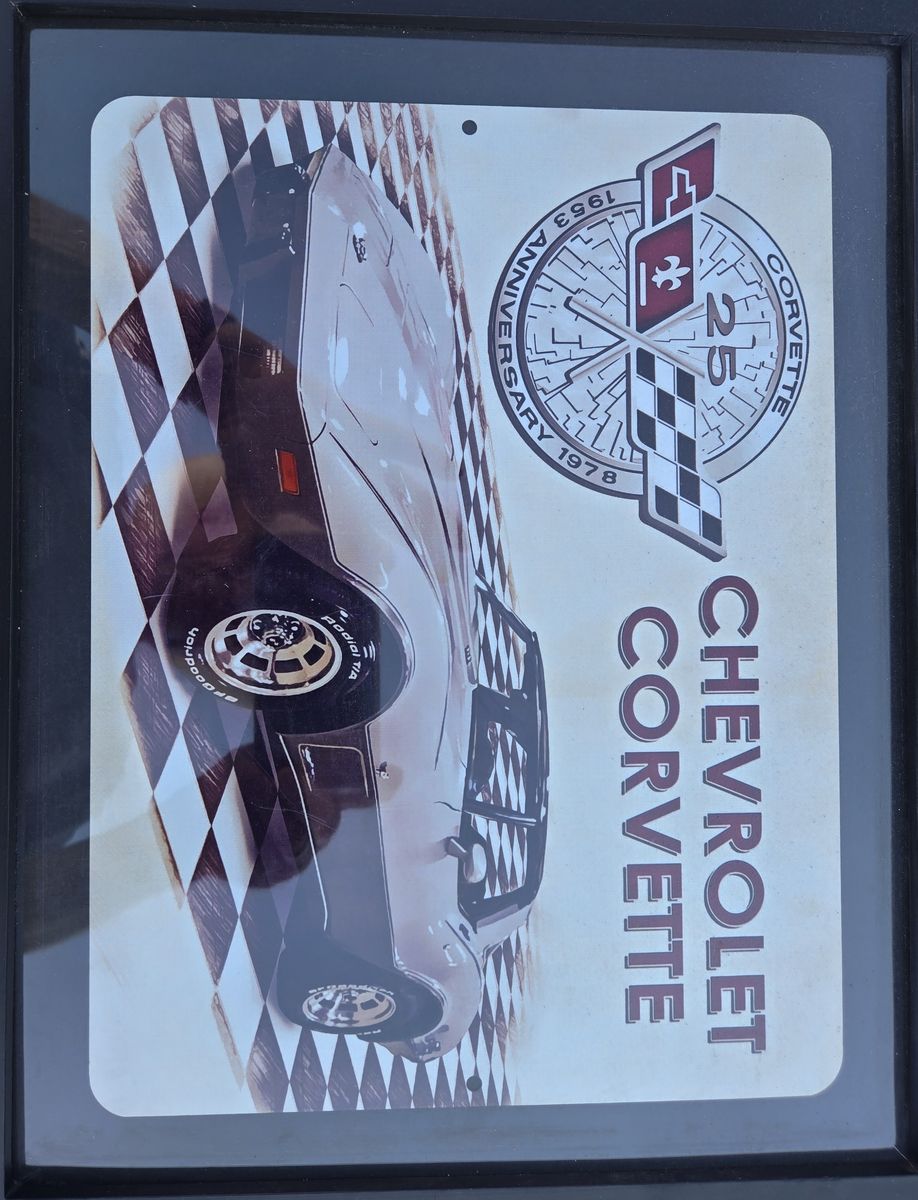 CORVETTE
25
1953 ANNIVERSARY 1978
CHEVROLET
CORVETTE
Radial T/A
BFGoodrich